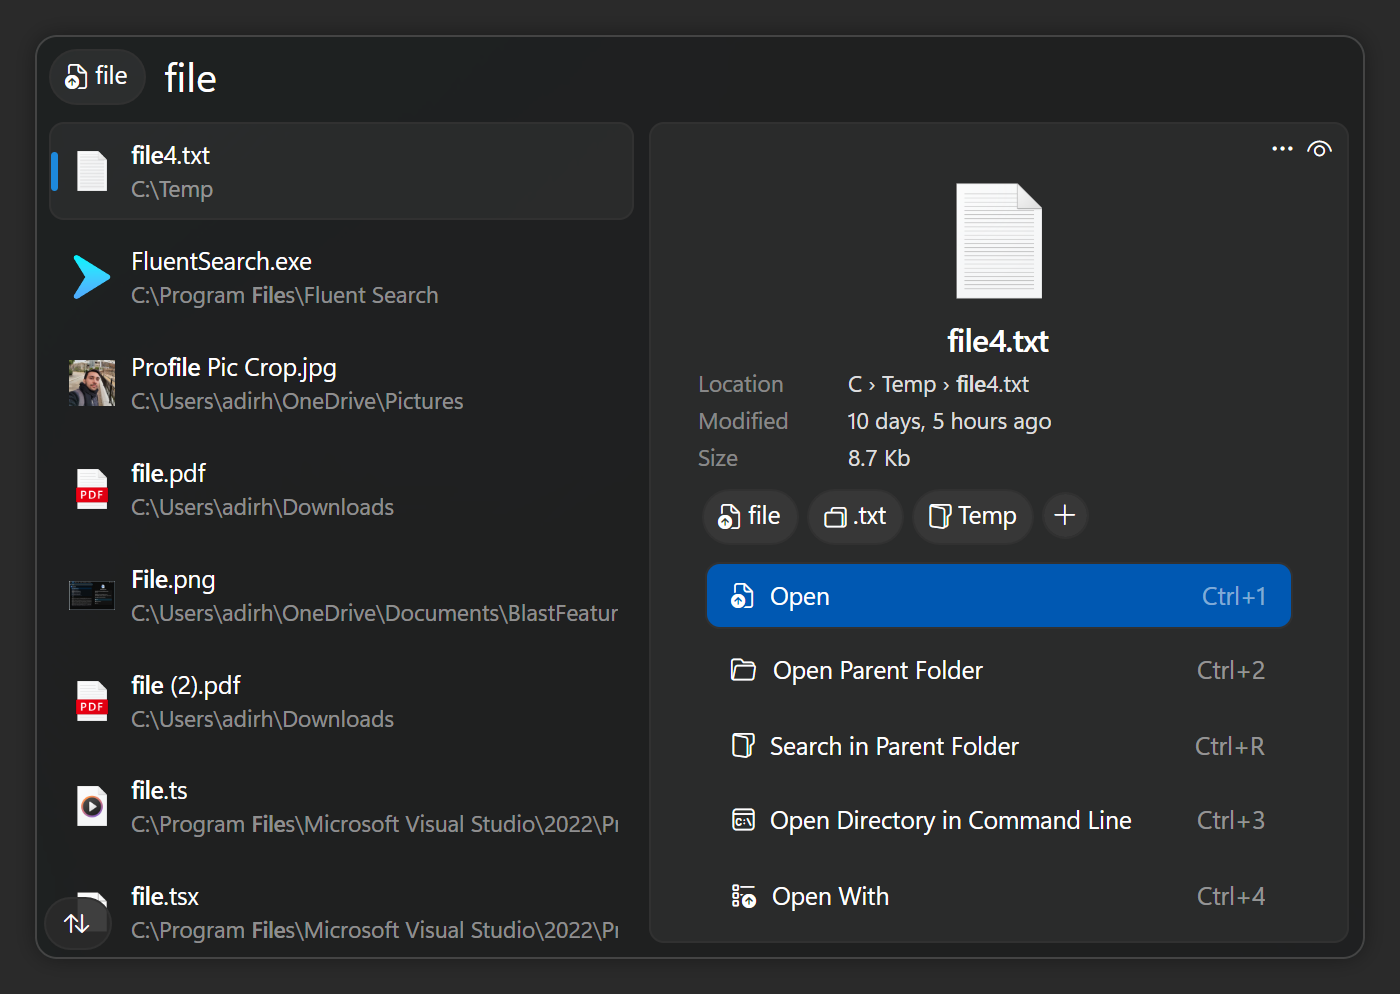 file file
file4.txt
C:\Temp
FluentSearch.exe
C:\Program Files\Fluent Search
Profile Pic Crop.jpg
C:\Users\adirh\OneDrive\Pictures
PDF
file.pdf
C:\Users\adirh\Downloads
File.png
C:\Users\adirh\OneDrive\Documents\BlastFeatur
PDF
file (2).pdf
C:\Users\adirh\Downloads
file.ts
C:\Program Files\Microsoft Visual Studio\2022\Pr
file.tsx
C:\Program Files\Microsoft Visual Studio\2022\Pr
file4.txt
Location C › Temp › file4.txt
Modified 10 days, 5 hours ago
Size 8.7 Kb
file .txt Temp +
Open Ctrl+1
Open Parent Folder Ctrl+2
Search in Parent Folder Ctrl+R
Open Directory in Command Line Ctrl+3
Open With Ctrl+4